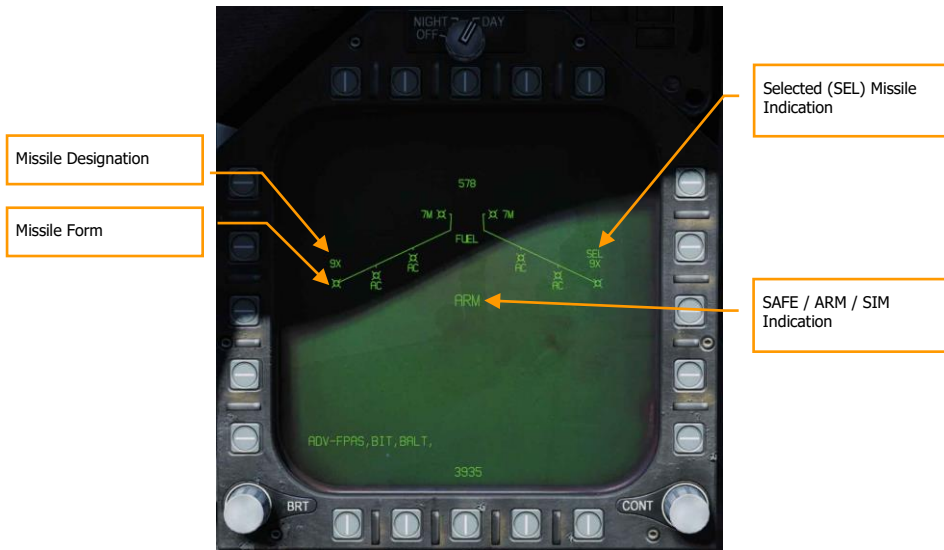 NIGHT DAY
OFF
Selected (SEL) Missile
Indication
Missile Designation
578
7M 7M
Missile Form
FUEL
SEL
9X 9X
AC AC
AC AC
ARM
SAFE / ARM / SIM
Indication
ADV-FPAS,BIT,BALT,
3935
BRT CONT